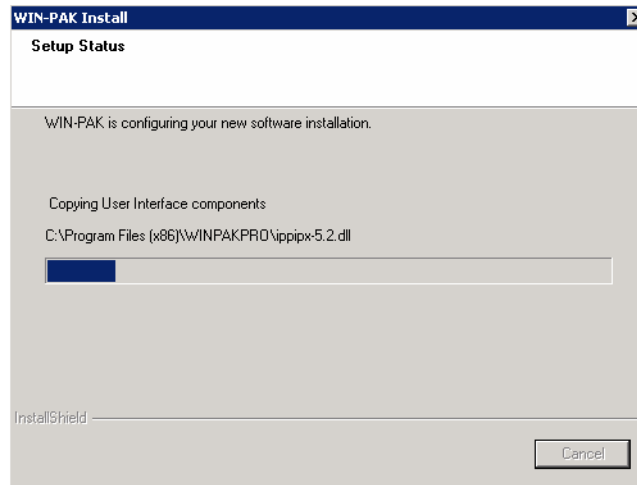 WIN-PAK Install
Setup Status
WIN-PAK is configuring your new software installation.
Copying User Interface components
C:\Program Files (x86)\WINPAKPRO\ippipx-5.2.dll
InstallShield
Cancel